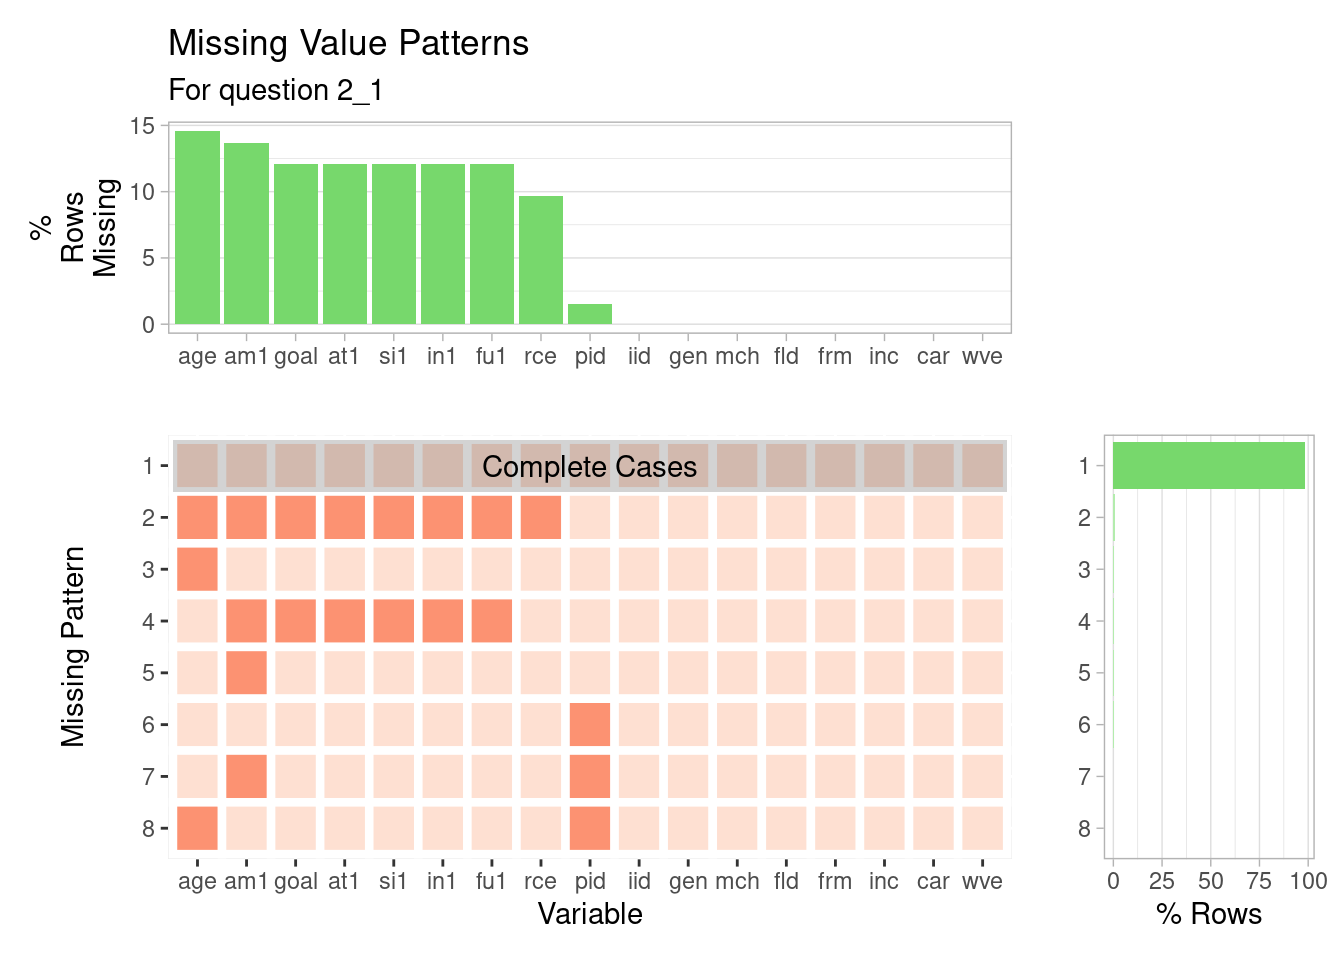 Missing Value Patterns
For question 2_1
%
Rows
Missing
15
10
5
0
age am1 goal at1 si1 in1 fu1 rce pid iid gen mch fld frm inc car wve
Missing Pattern
1
2
3
4
5
6
7
8
Complete Cases
age am1 goal at1 si1 in1 fu1 rce pid iid gen mch fld frm inc car wve
Variable
1
2
3
4
5
6
7
8
0 25 50 75 100
% Rows